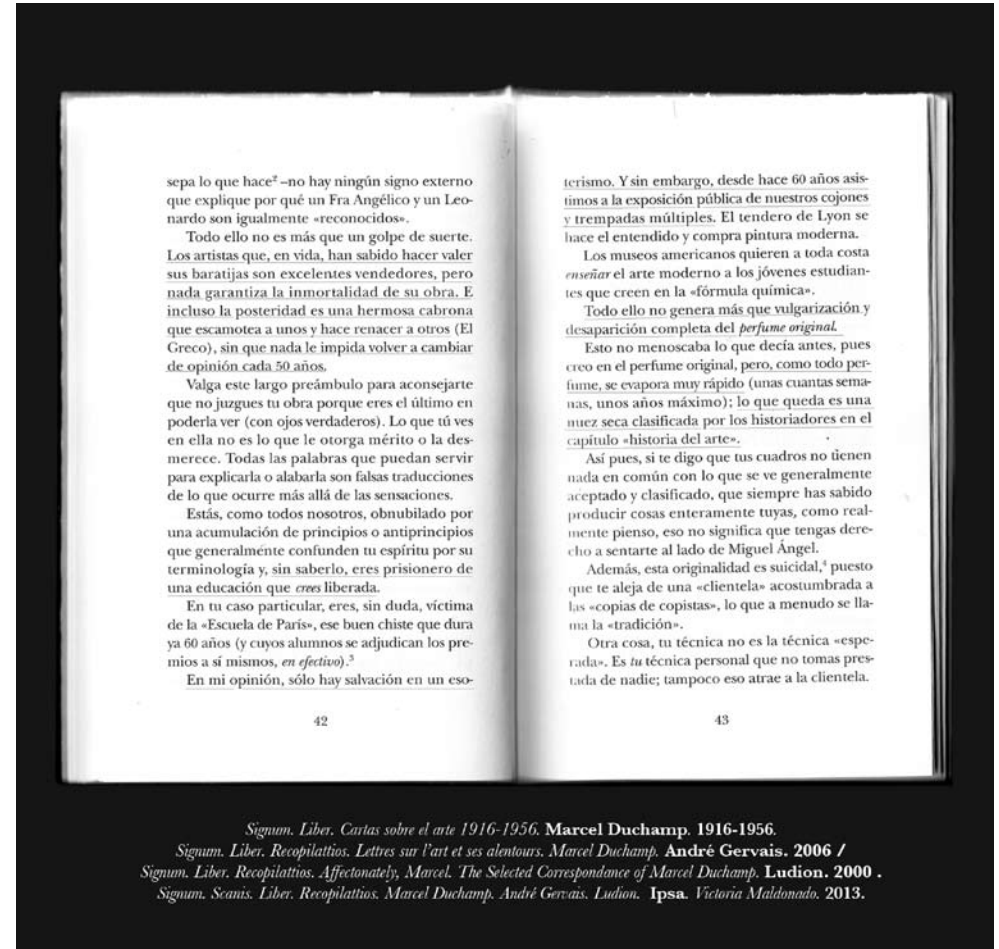 sepa lo que hace² –no hay ningún signo externo
que explique por qué un Fra Angélico y un Leo-
nardo son igualmente «reconocidos».
Todo ello no es más que un golpe de suerte.
Los artistas que, en vida, han sabido hacer valer
sus baratijas son excelentes vendedores, pero
nada garantiza la inmortalidad de su obra. E
incluso la posteridad es una hermosa cabrona
que escamotea a unos y hace renacer a otros (El
Greco), sin que nada le impida volver a cambiar
de opinión cada 50 años.
Valga este largo preámbulo para aconsejarte
que no juzgues tu obra porque eres el último en
poderla ver (con ojos verdaderos). Lo que tú ves
en ella no es lo que le otorga mérito o la des-
merece. Todas las palabras que puedan servir
para explicarla o alabarla son falsas traducciones
de lo que ocurre más allá de las sensaciones.
Estás, como todos nosotros, obnubilado por
una acumulación de principios o antiprincipios
que generalmente confunden tu espíritu por su
terminología y, sin saberlo, eres prisionero de
una educación que crees liberada.
En tu caso particular, eres, sin duda, víctima
de la «Escuela de París», ese buen chiste que dura
ya 60 años (y cuyos alumnos se adjudican los pre-
mios a sí mismos, en efectivo).³
En mi opinión, sólo hay salvación en un eso-
42
terismo. Y sin embargo, desde hace 60 años asis-
timos a la exposición pública de nuestros cojones
y trempadas múltiples. El tendero de Lyon se
hace el entendido y compra pintura moderna.
Los museos americanos quieren a toda costa
enseñar el arte moderno a los jóvenes estudian-
tes que creen en la «fórmula química».
Todo ello no genera más que vulgarización y
desaparición completa del perfume original.
Esto no menoscaba lo que decía antes, pues
creo en el perfume original, pero, como todo per-
fume, se evapora muy rápido (unas cuantas sema-
nas, unos años máximo); lo que queda es una
nuez seca clasificada por los historiadores en el
capítulo «historia del arte».
Así pues, si te digo que tus cuadros no tienen
nada en común con lo que se ve generalmente
aceptado y clasificado, que siempre has sabido
producir cosas enteramente tuyas, como real-
mente pienso, eso no significa que tengas dere-
cho a sentarte al lado de Miguel Ángel.
Además, esta originalidad es suicidal,⁴ puesto
que te aleja de una «clientela» acostumbrada a
las «copias de copistas», lo que a menudo se lla-
ma la «tradición».
Otra cosa, tu técnica no es la técnica «espe-
rada». Es tu técnica personal que no tomas pres-
tada de nadie; tampoco eso atrae a la clientela.
43
Signum. Liber. Cartas sobre el arte 1916-1956. Marcel Duchamp. 1916-1956.
Signum. Liber. Recopilattios. Lettres sur l'art et ses alentours. Marcel Duchamp. André Gervais. 2006 /
Signum. Liber. Recopilattios. Affectonately, Marcel. The Selected Correspondance of Marcel Duchamp. Ludion. 2000 .
Signum. Scanis. Liber. Recopilattios. Marcel Duchamp. André Gervais. Ludion. Ipsa. Victoria Maldonado. 2013.